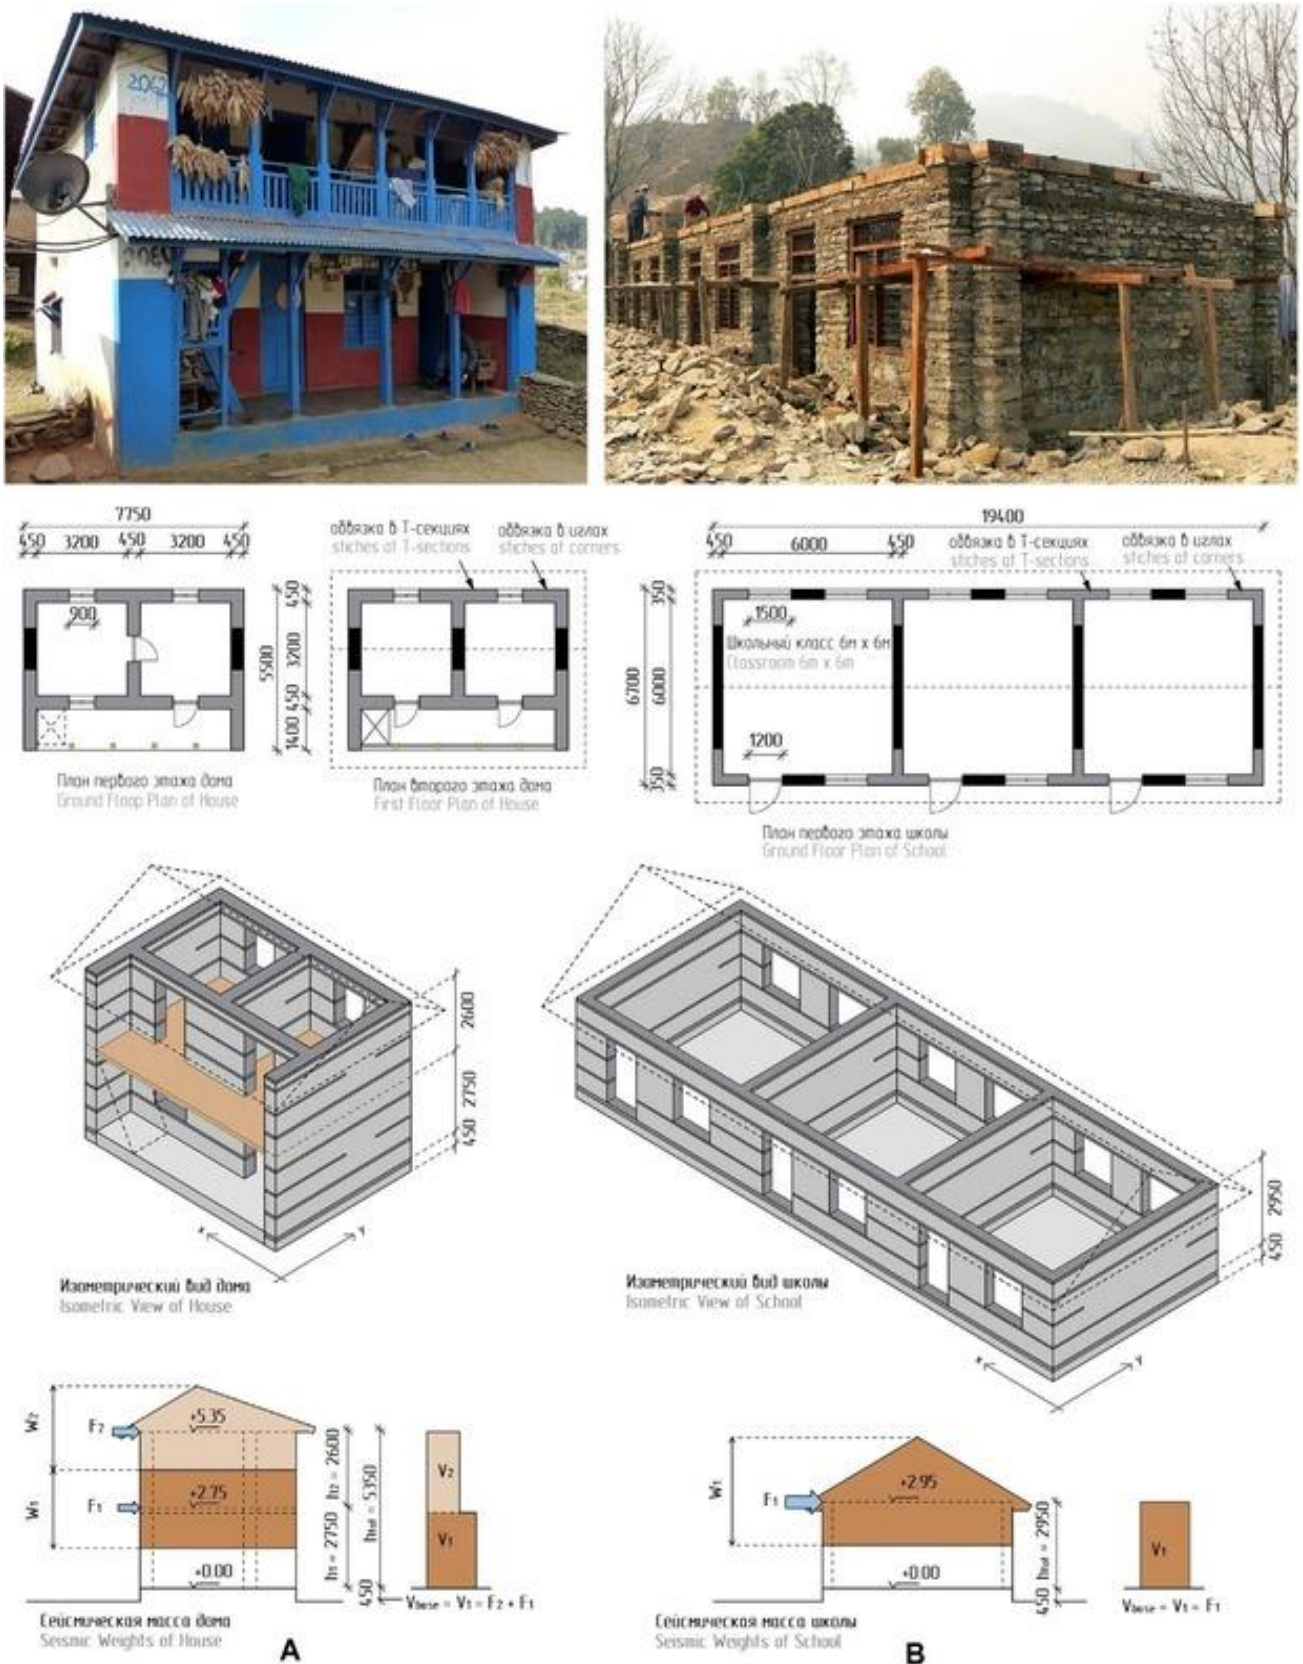 2062
2060
7750
450 3200 450 3200 450
обвязка в Т-секциях
stiches at T-sections
обвязка в углах
stiches at corners
19400
450 6000 450
обвязка в Т-секциях
stiches at T-sections
обвязка в углах
stiches at corners
900
450
3200
450
1400
5500
350
6000
350
6700
1500
Школьный класс 6м x 6м
Classroom 6m x 6m
1200
План первого этажа дома
Ground Floop Plan of House
План второго этажа дома
First Floor Plan of House
План первого этажа школы
Ground Floor Plan of School
2600
2750
450
x
Y
Изометрический вид дома
Isometric View of House
2950
450
x
Y
Изометрический вид школы
Isometric View of School
W2
W1
F2
F1
+5.35
+2.75
+0.00
h2 = 2600
h1 = 2750
htot = 5350
450
V2
V1
Vbase = V1 = F2 + F1
Сейсмическая масса дома
Seismic Weights of House
A
W1
F1
+2.95
+0.00
htot = 2950
450
V1
Vbase = V1 = F1
Сейсмическая масса школы
Seismic Weights of School
B